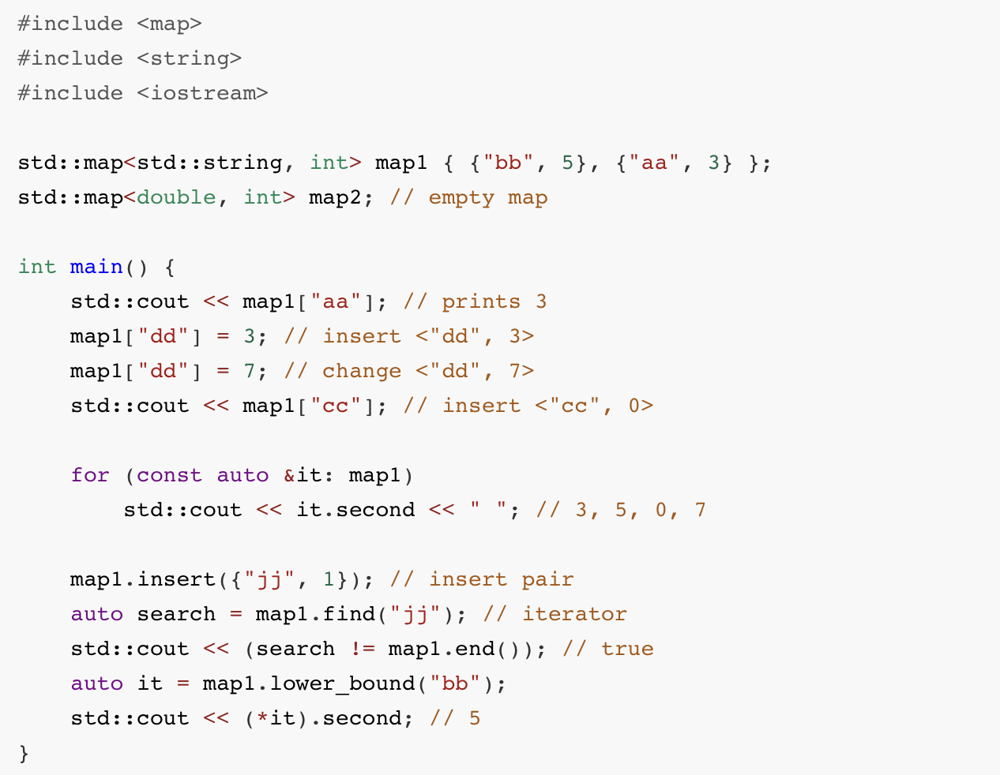 #include <map>
#include <string>
#include <iostream>

std::map<std::string, int> map1 { {"bb", 5}, {"aa", 3} };
std::map<double, int> map2; // empty map

int main() {
    std::cout << map1["aa"]; // prints 3
    map1["dd"] = 3; // insert <"dd", 3>
    map1["dd"] = 7; // change <"dd", 7>
    std::cout << map1["cc"]; // insert <"cc", 0>

    for (const auto &it: map1)
        std::cout << it.second << " "; // 3, 5, 0, 7

    map1.insert({"jj", 1}); // insert pair
    auto search = map1.find("jj"); // iterator
    std::cout << (search != map1.end()); // true
    auto it = map1.lower_bound("bb");
    std::cout << (*it).second; // 5
}